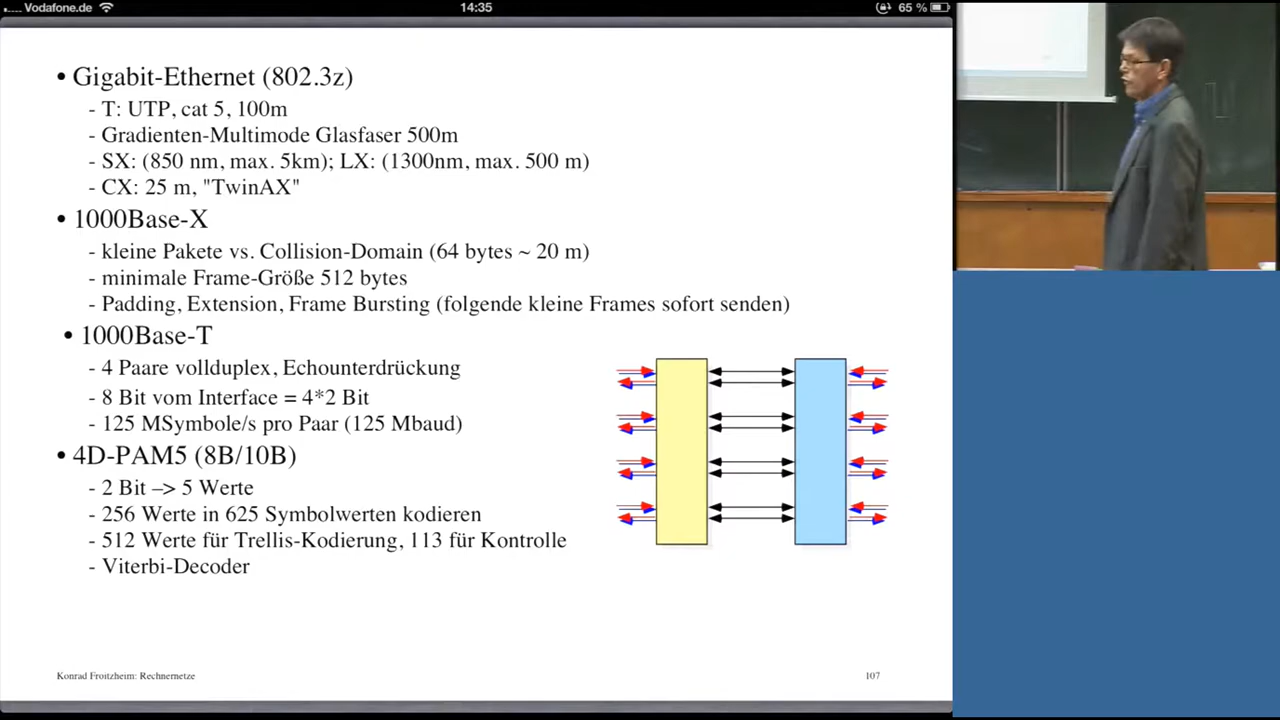 Vodafone.de 14:35 65 %
• Gigabit-Ethernet (802.3z)
- T: UTP, cat 5, 100m
- Gradienten-Multimode Glasfaser 500m
- SX: (850 nm, max. 5km); LX: (1300nm, max. 500 m)
- CX: 25 m, "TwinAX"
• 1000Base-X
- kleine Pakete vs. Collision-Domain (64 bytes ~ 20 m)
- minimale Frame-Größe 512 bytes
- Padding, Extension, Frame Bursting (folgende kleine Frames sofort senden)
• 1000Base-T
- 4 Paare vollduplex, Echounterdrückung
- 8 Bit vom Interface = 4*2 Bit
- 125 MSymbole/s pro Paar (125 Mbaud)
• 4D-PAM5 (8B/10B)
- 2 Bit –> 5 Werte
- 256 Werte in 625 Symbolwerten kodieren
- 512 Werte für Trellis-Kodierung, 113 für Kontrolle
- Viterbi-Decoder
Konrad Froitzheim: Rechnernetze 107